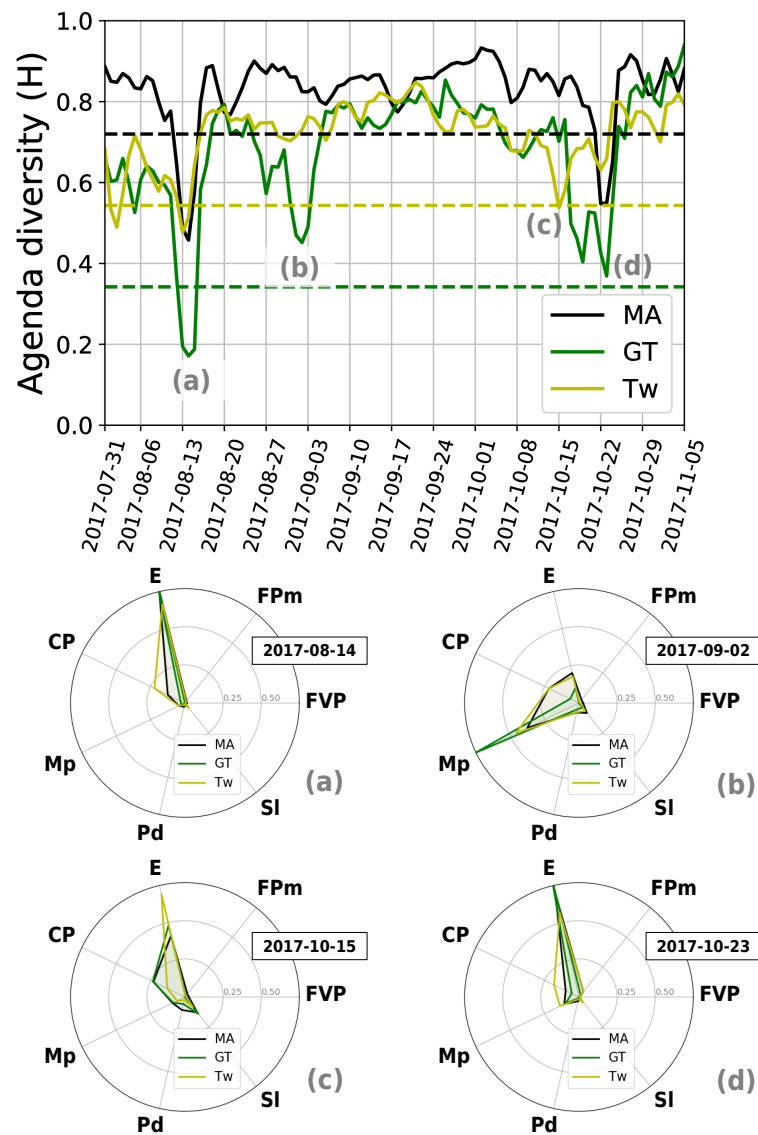 Agenda diversity (H)
1.0
0.8
0.6
0.4
0.2
0.0
(a)
(b)
(c)
(d)
MA
GT
Tw
2017-07-31
2017-08-06
2017-08-13
2017-08-20
2017-08-27
2017-09-03
2017-09-10
2017-09-17
2017-09-24
2017-10-01
2017-10-08
2017-10-15
2017-10-22
2017-10-29
2017-11-05
E
FPm
CP
2017-08-14
0.25
0.50
FVP
Mp
MA
GT
Tw
(a)
Sl
Pd
E
FPm
CP
2017-09-02
0.25
0.50
FVP
Mp
MA
GT
Tw
(b)
Sl
Pd
E
FPm
CP
2017-10-15
0.25
0.50
FVP
Mp
MA
GT
Tw
(c)
Sl
Pd
E
FPm
CP
2017-10-23
0.25
0.50
FVP
Mp
MA
GT
Tw
(d)
Sl
Pd